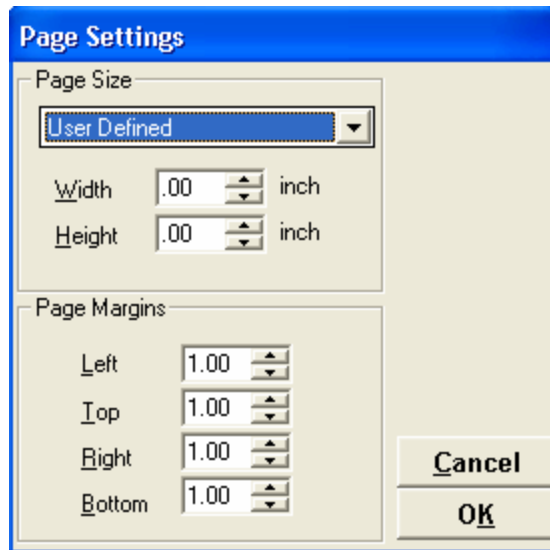 Page Settings
Page Size
User Defined
Width .00 inch
Height .00 inch
Page Margins
Left 1.00
Top 1.00
Right 1.00
Bottom 1.00
Cancel
OK